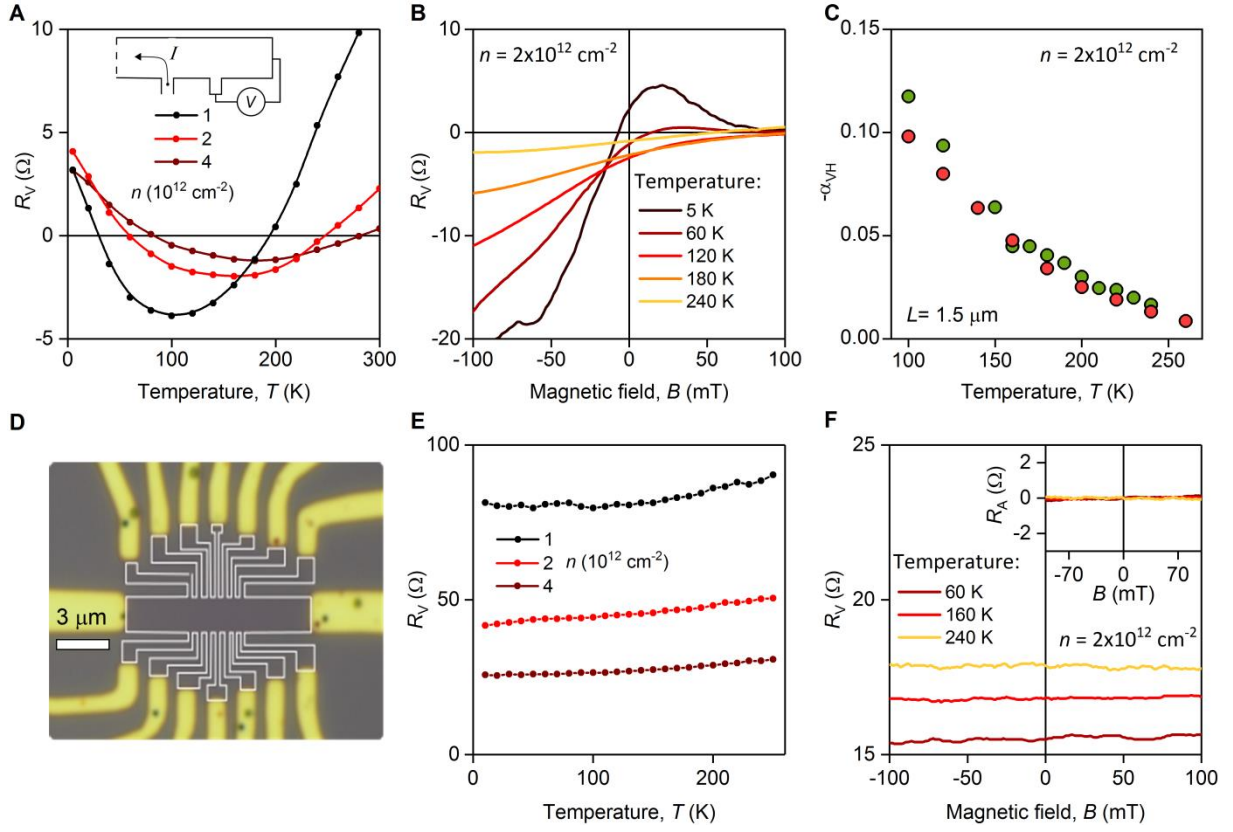 A
10
5
0
-5
R_V (Ω)
I
V
1
2
4
n (10^12 cm^-2)
0
100
200
300
Temperature, T (K)
B
n = 2x10^12 cm^-2
10
0
-10
-20
R_V (Ω)
Temperature:
5 K
60 K
120 K
180 K
240 K
-100
-50
0
50
100
Magnetic field, B (mT)
C
n = 2x10^12 cm^-2
0.15
0.10
0.05
0.00
-α_VH
L= 1.5 μm
100
150
200
250
Temperature, T (K)
D
3 μm
E
100
50
0
R_V (Ω)
1
2 n (10^12 cm^-2)
4
0
100
200
Temperature, T (K)
F
25
20
15
R_V (Ω)
2
0
-2
R_A (Ω)
-70
0
70
B (mT)
Temperature:
60 K
160 K
240 K
n = 2x10^12 cm^-2
-100
-50
0
50
100
Magnetic field, B (mT)